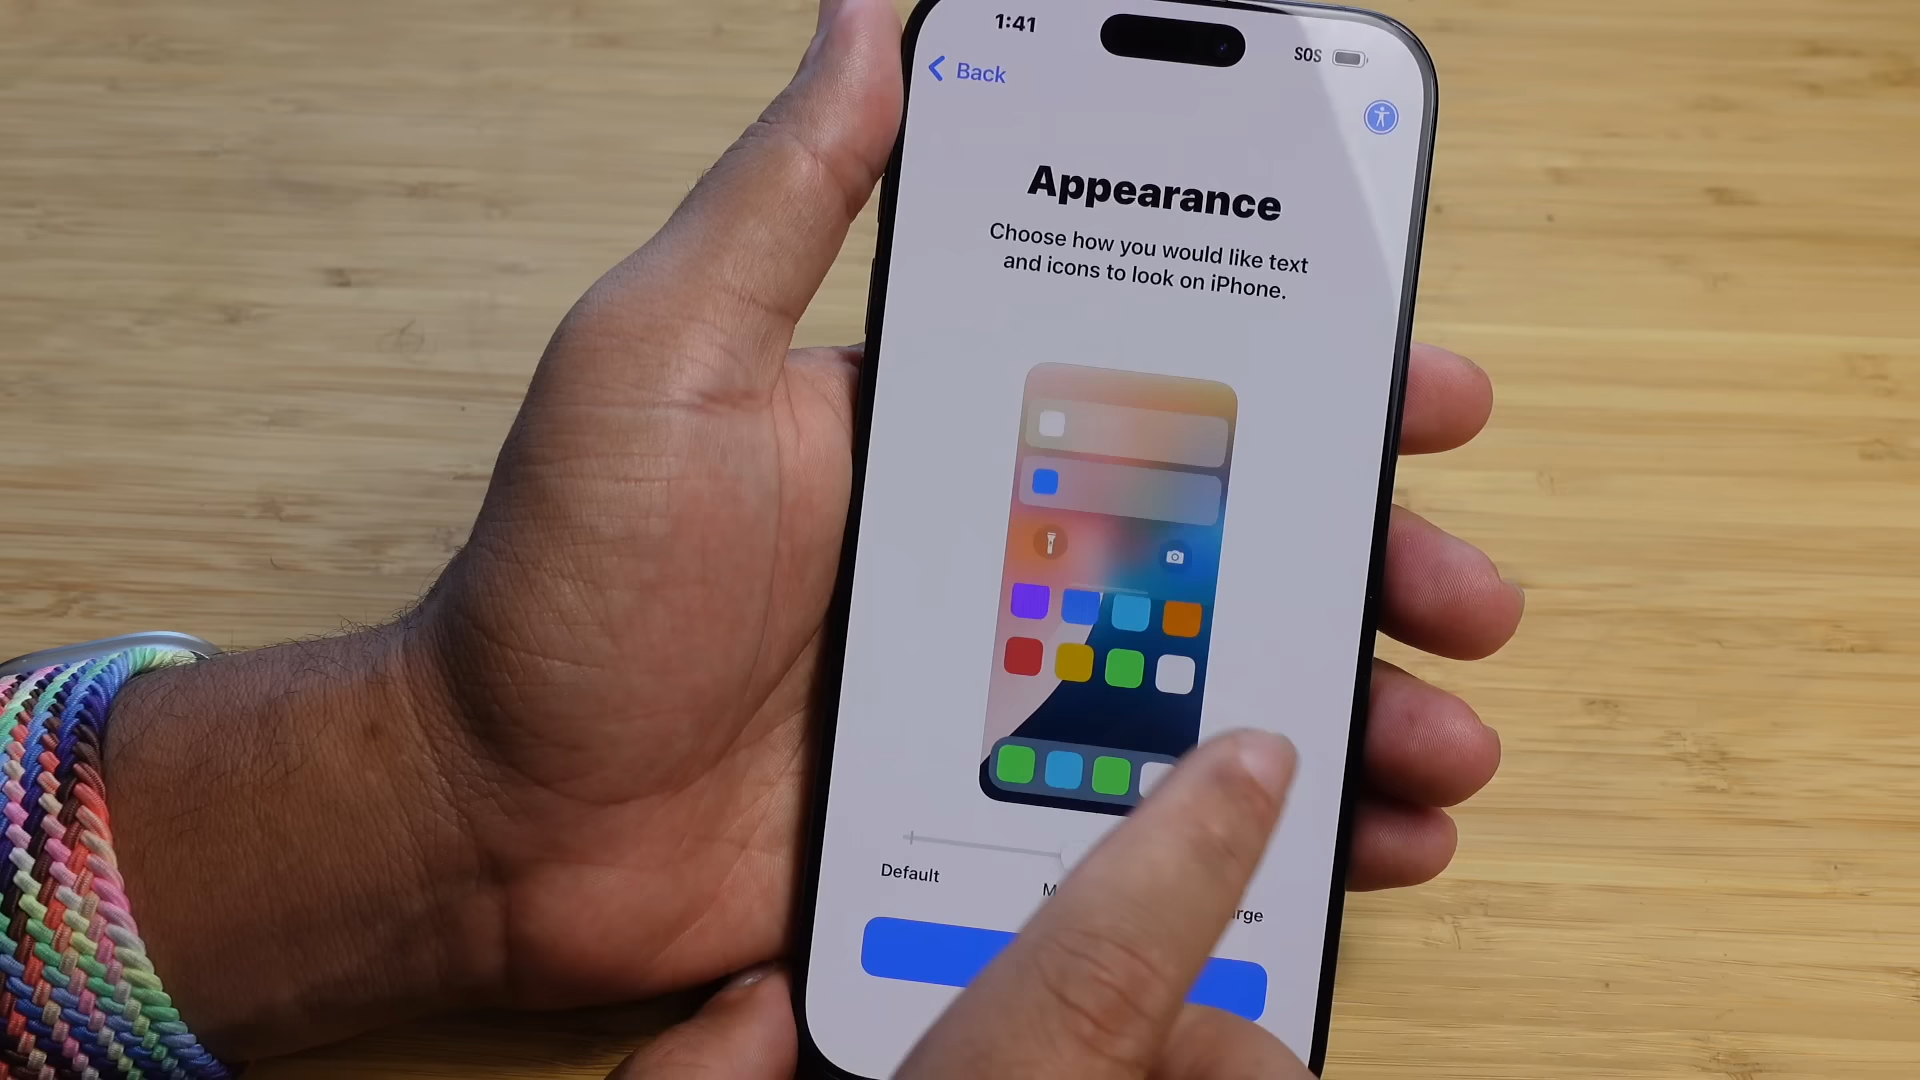 1:41
SOS
Back
Appearance
Choose how you would like text
and icons to look on iPhone.
Default